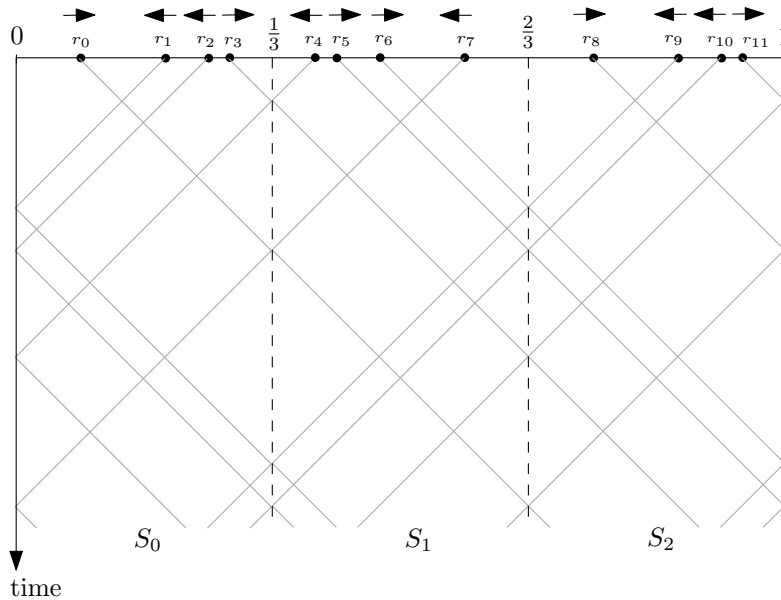 0 r₀ r₁ r₂ r₃ 1/3 r₄ r₅ r₆ r₇ 2/3 r₈ r₉ r₁₀ r₁₁
S₀ S₁ S₂
time